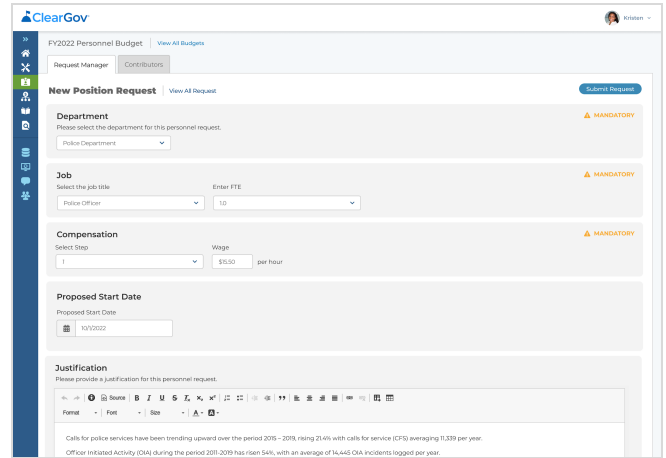 ClearGov
Kristen
FY2022 Personnel Budget View All Budgets
Request Manager Contributors
New Position Request View All Request Submit Request
Department MANDATORY
Please select the department for this personnel request.
Police Department
Job MANDATORY
Select the job title Enter FTE
Police Officer 1.0
Compensation MANDATORY
Select Step Wage
1 $15.50 per hour
Proposed Start Date
Proposed Start Date
10/1/2022
Justification
Please provide a justification for this personnel request.
Source B I U S Ix x₂ x²
Format Font Size A A
Calls for police services have been trending upward over the period 2015 – 2019, rising 21.4% with calls for service (CFS) averaging 11,339 per year.
Officer Initiated Activity (OIA) during the period 2011-2019 has risen 54%, with an average of 14,445 OIA incidents logged per year.